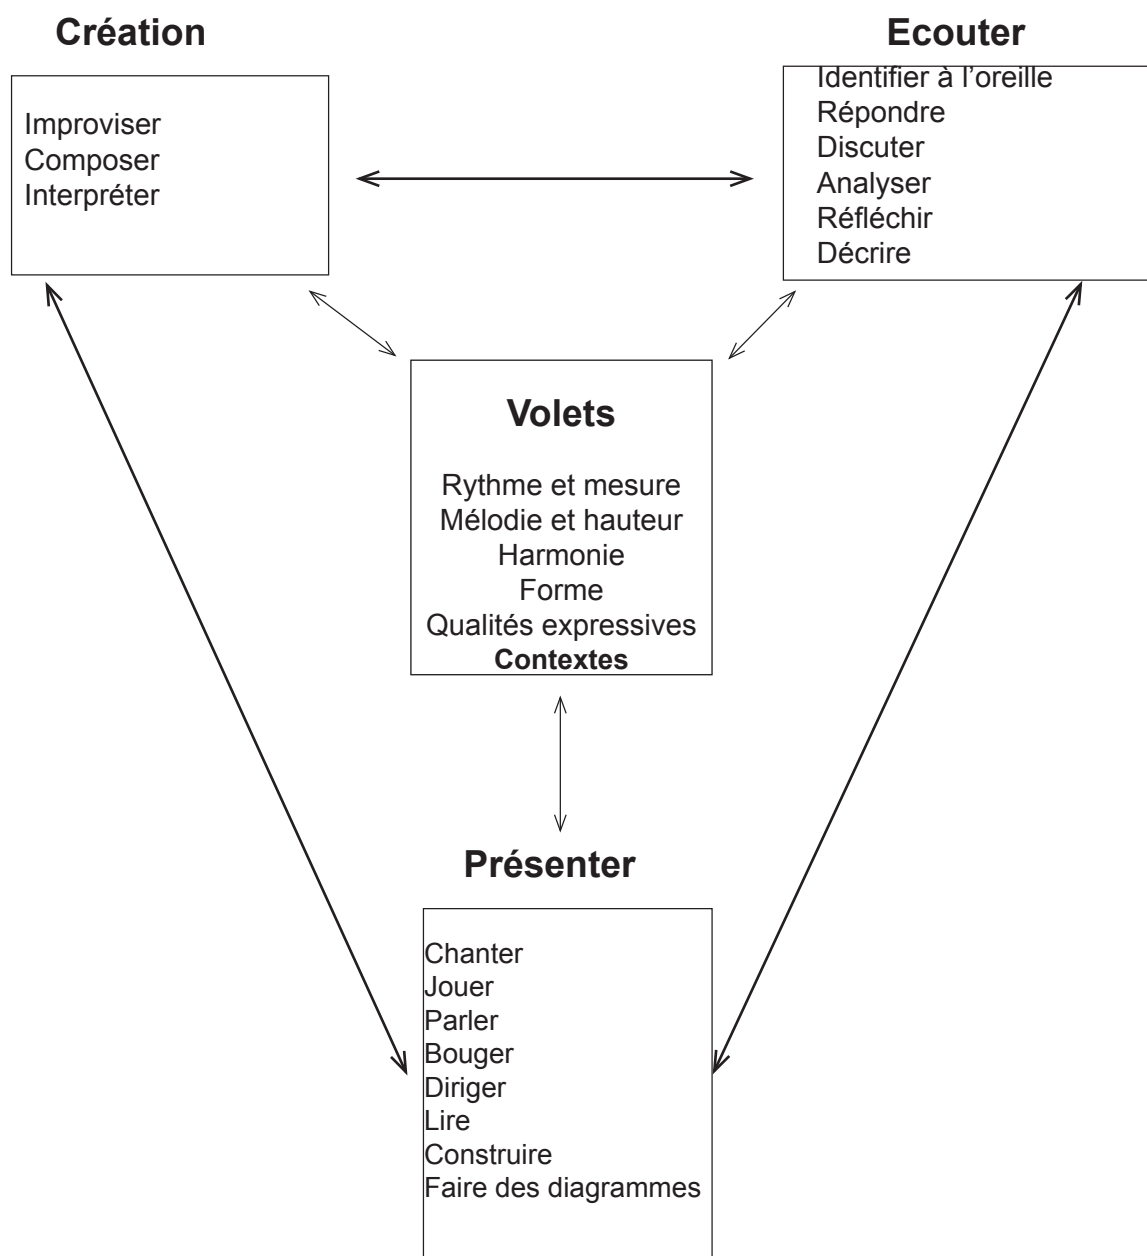 Création
Improviser
Composer
Interpréter
Ecouter
Identifier à l’oreille
Répondre
Discuter
Analyser
Réfléchir
Décrire
Volets
Rythme et mesure
Mélodie et hauteur
Harmonie
Forme
Qualités expressives
Contextes
Présenter
Chanter
Jouer
Parler
Bouger
Diriger
Lire
Construire
Faire des diagrammes